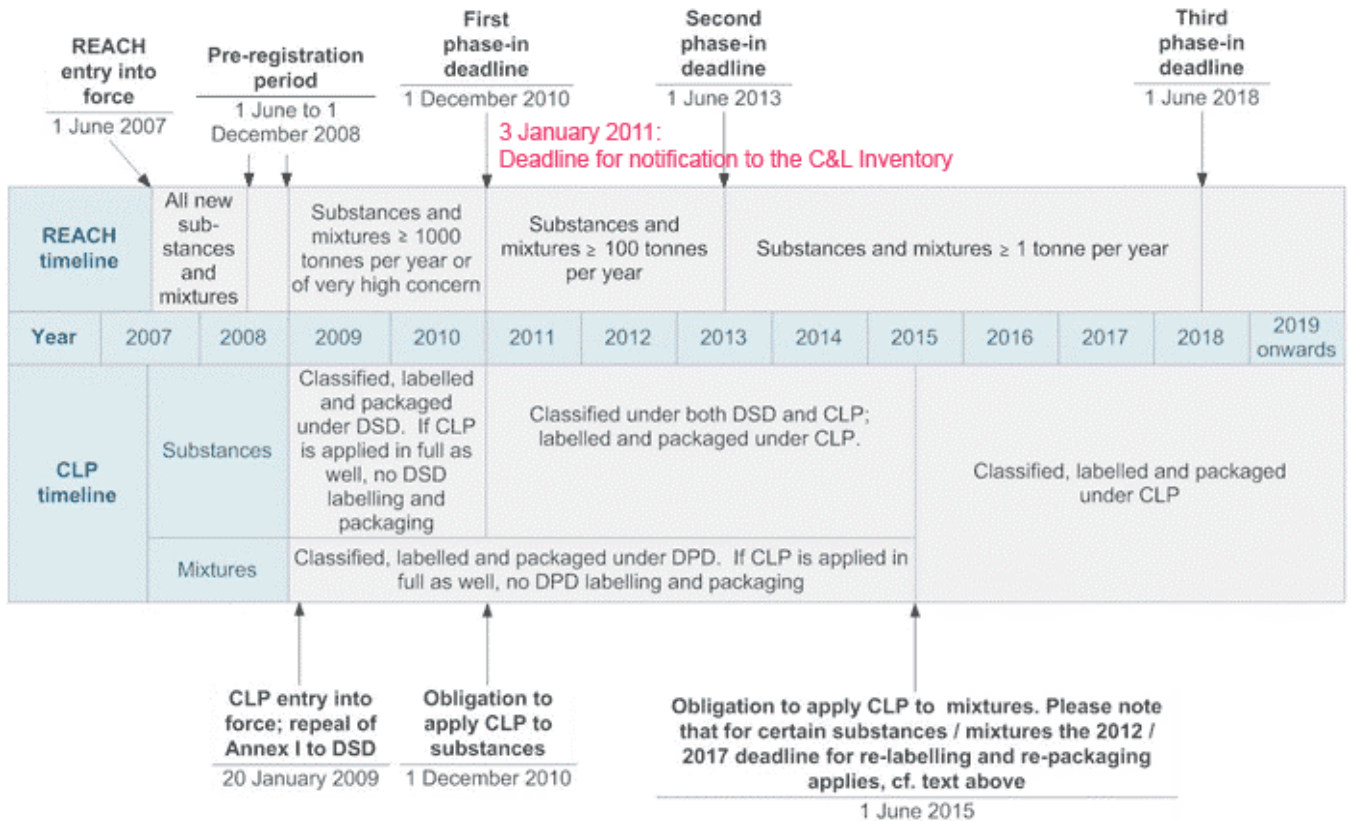 REACH
entry into
force
1 June 2007
Pre-registration
period
1 June to 1
December 2008
First
phase-in
deadline
1 December 2010
Second
phase-in
deadline
1 June 2013
Third
phase-in
deadline
1 June 2018
3 January 2011:
Deadline for notification to the C&L Inventory
REACH
timeline
All new
sub-
stances
and
mixtures
Substances and
mixtures ≥ 1000
tonnes per year or
of very high concern
Substances and
mixtures ≥ 100 tonnes
per year
Substances and mixtures ≥ 1 tonne per year
Year
2007
2008
2009
2010
2011
2012
2013
2014
2015
2016
2017
2018
2019
onwards
CLP
timeline
Substances
Classified, labelled
and packaged
under DSD. If CLP
is applied in full as
well, no DSD
labelling and
packaging
Classified under both DSD and CLP;
labelled and packaged under CLP.
Classified, labelled and packaged
under CLP
Mixtures
Classified, labelled and packaged under DPD. If CLP is applied in
full as well, no DPD labelling and packaging
CLP entry into
force; repeal of
Annex I to DSD
20 January 2009
Obligation to
apply CLP to
substances
1 December 2010
Obligation to apply CLP to mixtures. Please note
that for certain substances / mixtures the 2012 /
2017 deadline for re-labelling and re-packaging
applies, cf. text above
1 June 2015